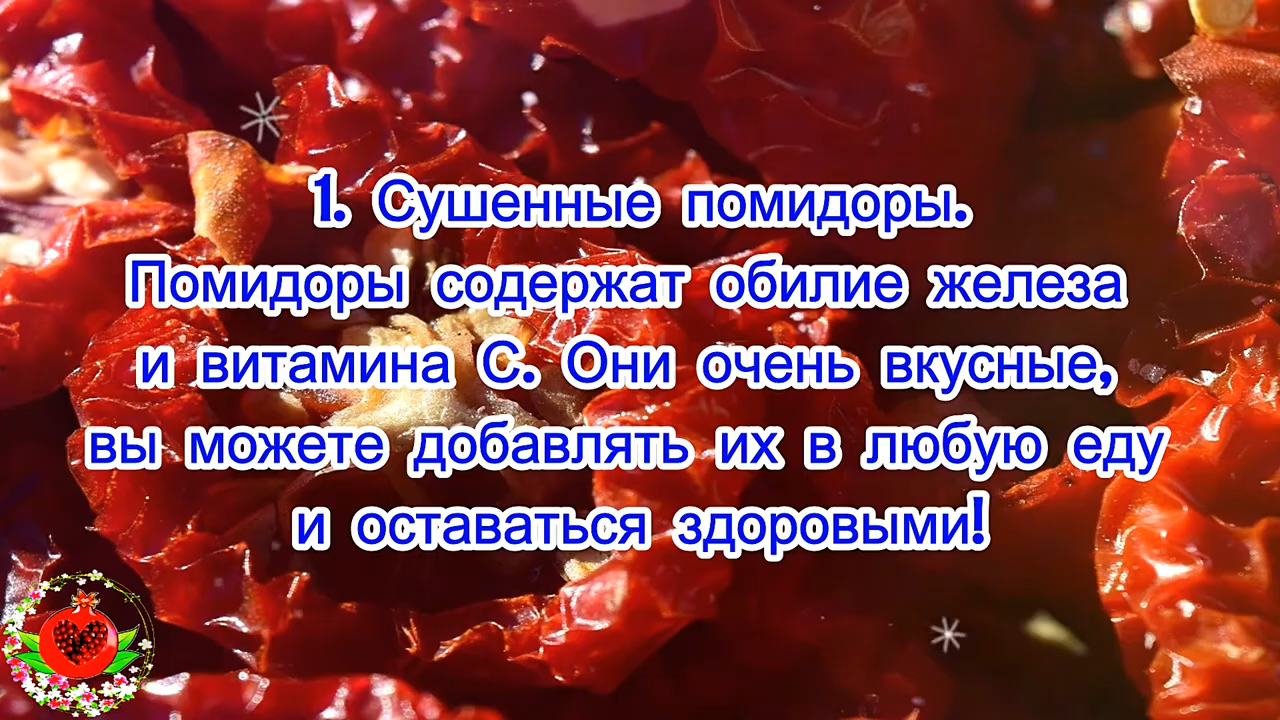 1. Сушенные помидоры.
Помидоры содержат обилие железа
и витамина С. Они очень вкусные,
вы можете добавлять их в любую еду
и оставаться здоровыми!